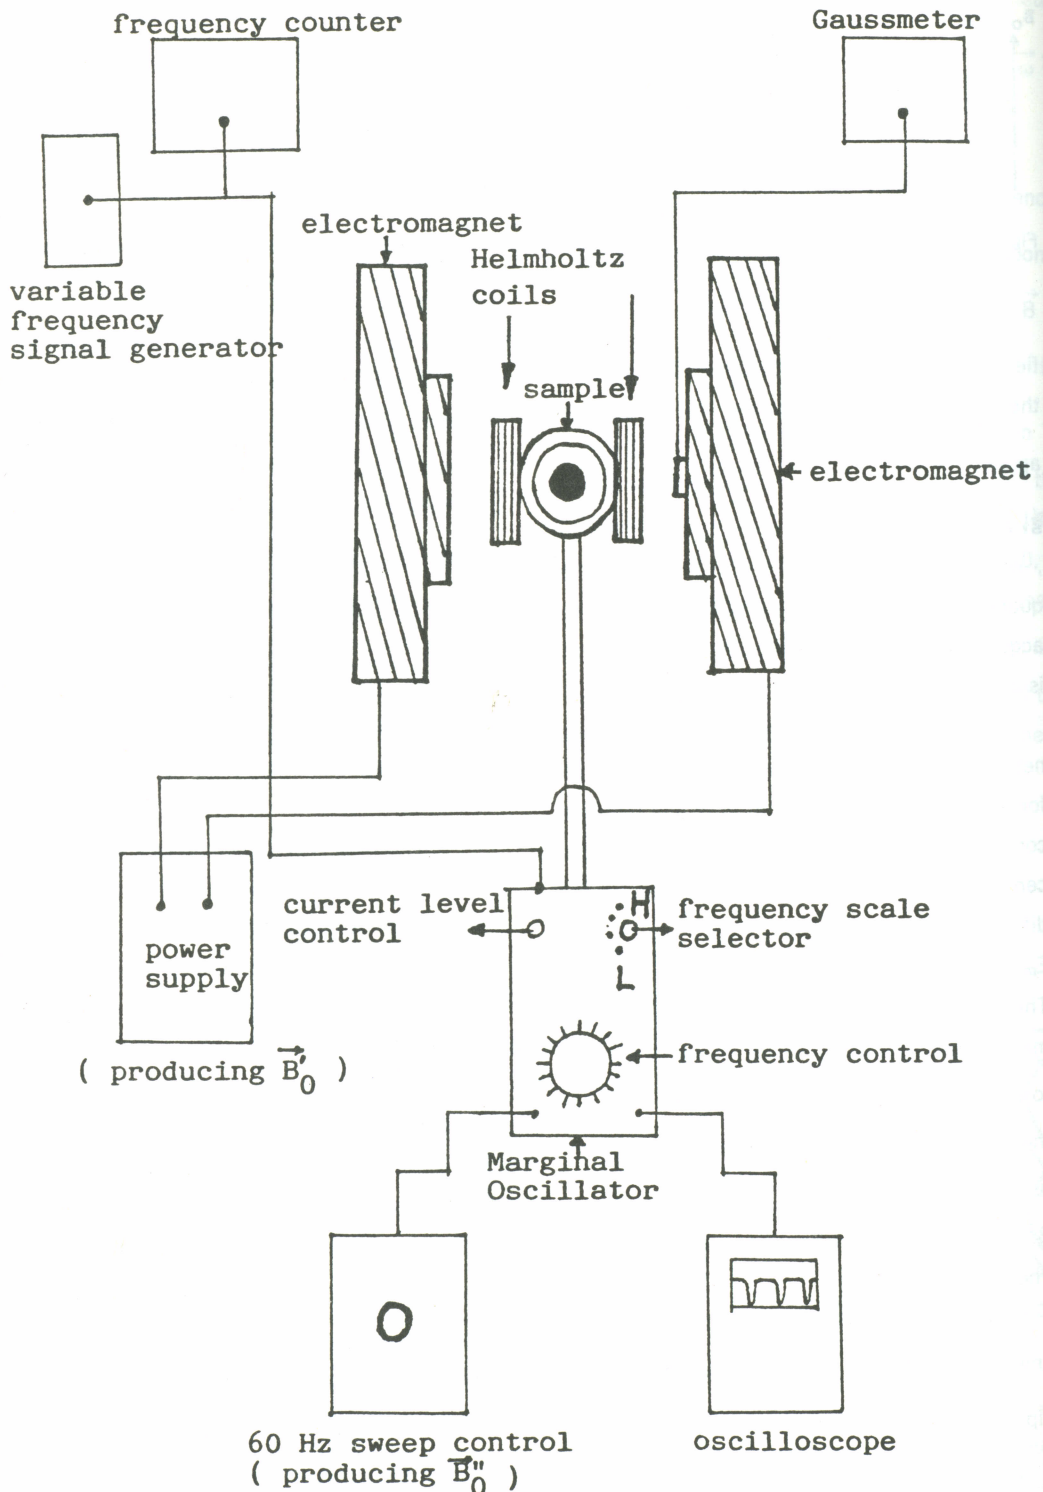 frequency counter
Gaussmeter
electromagnet
Helmholtz
coils
variable
frequency
signal generator
sample
electromagnet
current level
control
H
frequency scale
selector
L
power
supply
( producing B⃗'₀ )
frequency control
Marginal
Oscillator
60 Hz sweep control
( producing B⃗''₀ )
oscilloscope